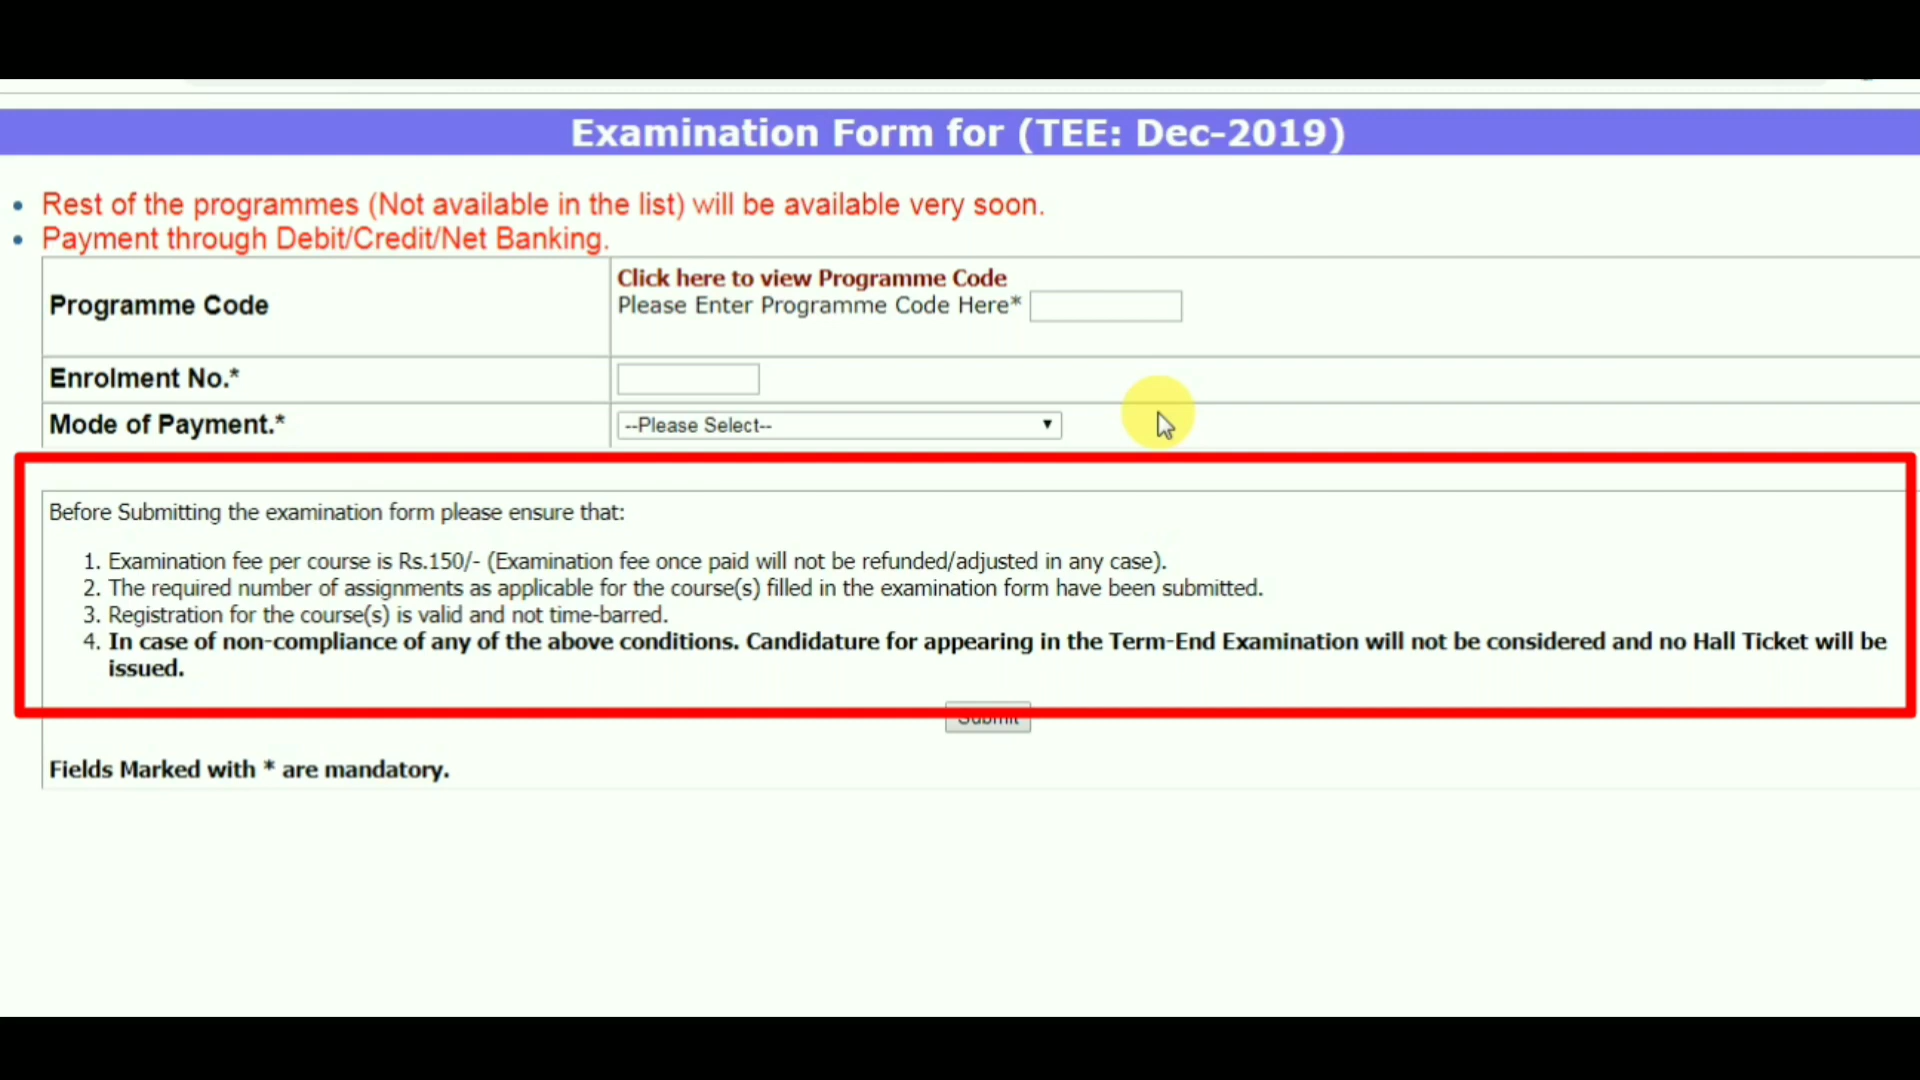 Examination Form for (TEE: Dec-2019)
Rest of the programmes (Not available in the list) will be available very soon.
Payment through Debit/Credit/Net Banking.
Programme Code
Click here to view Programme Code
Please Enter Programme Code Here*
Enrolment No.*
Mode of Payment.*
--Please Select--
Before Submitting the examination form please ensure that:
1. Examination fee per course is Rs.150/- (Examination fee once paid will not be refunded/adjusted in any case).
2. The required number of assignments as applicable for the course(s) filled in the examination form have been submitted.
3. Registration for the course(s) is valid and not time-barred.
4. In case of non-compliance of any of the above conditions. Candidature for appearing in the Term-End Examination will not be considered and no Hall Ticket will be
issued.
Submit
Fields Marked with * are mandatory.